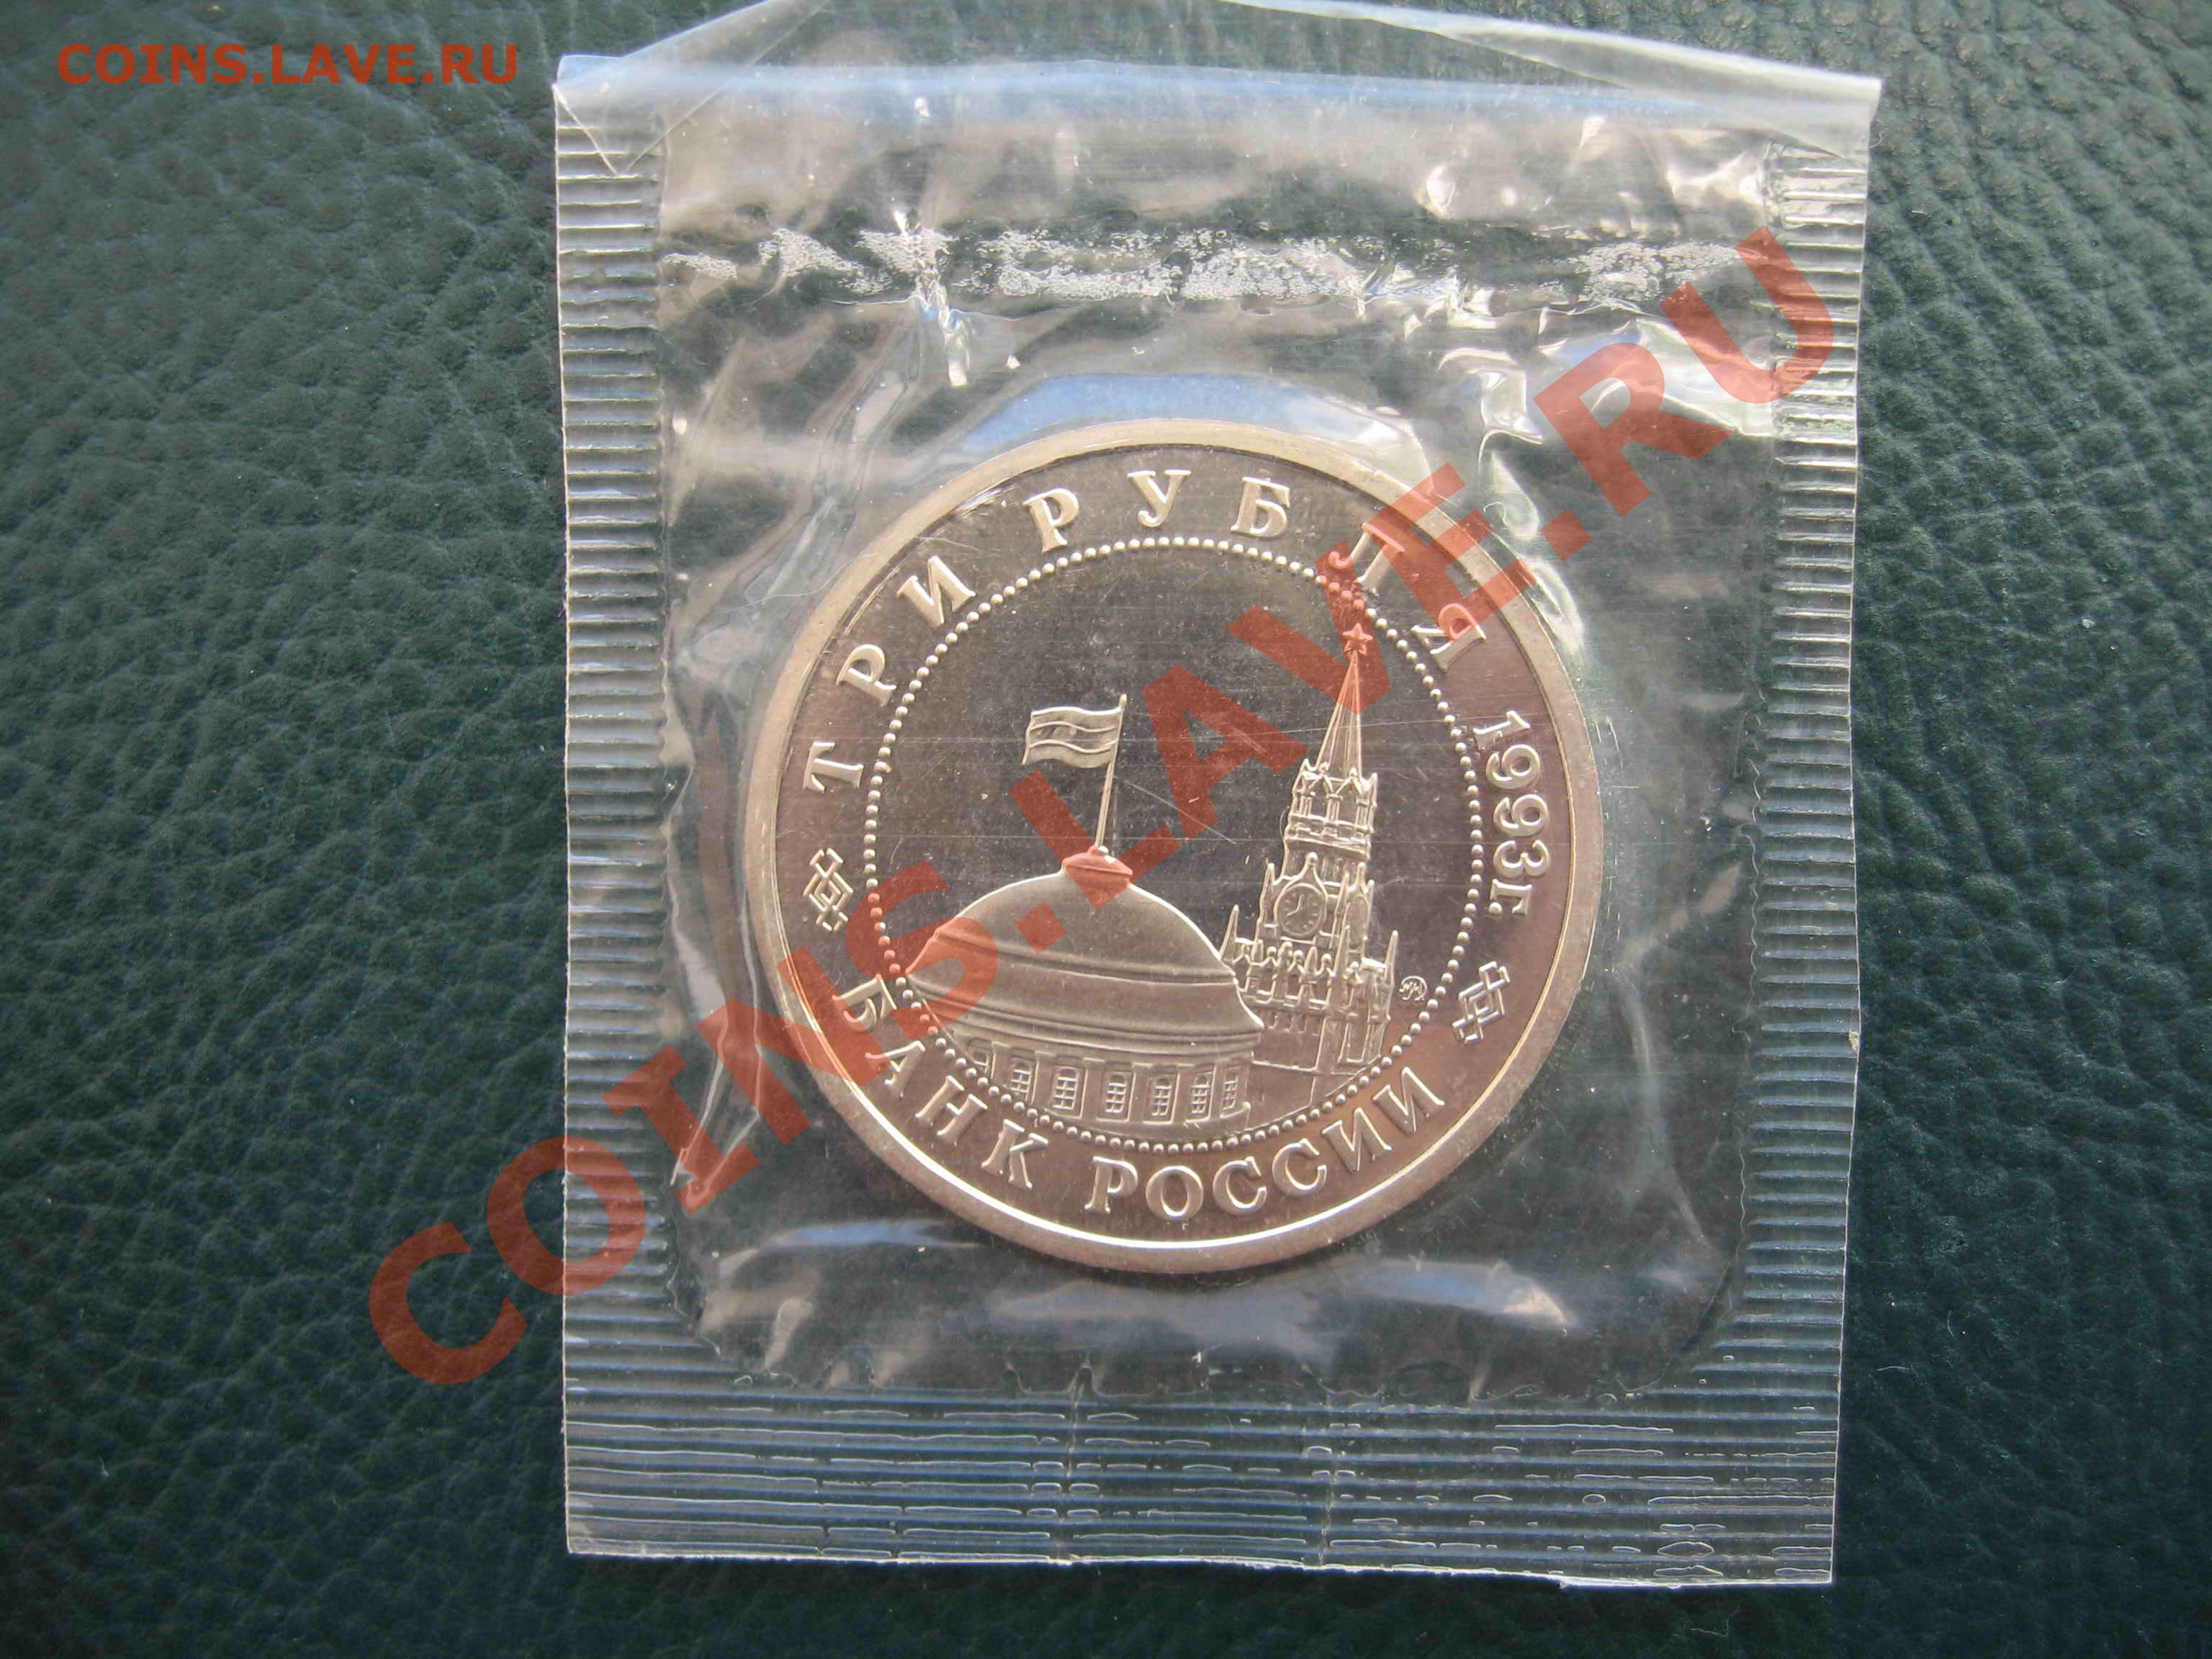 COINS.LAVE.RU
ТРИ РУБЛЯ
1993г.
БАНК РОССИИ
COINS.LAVE.RU